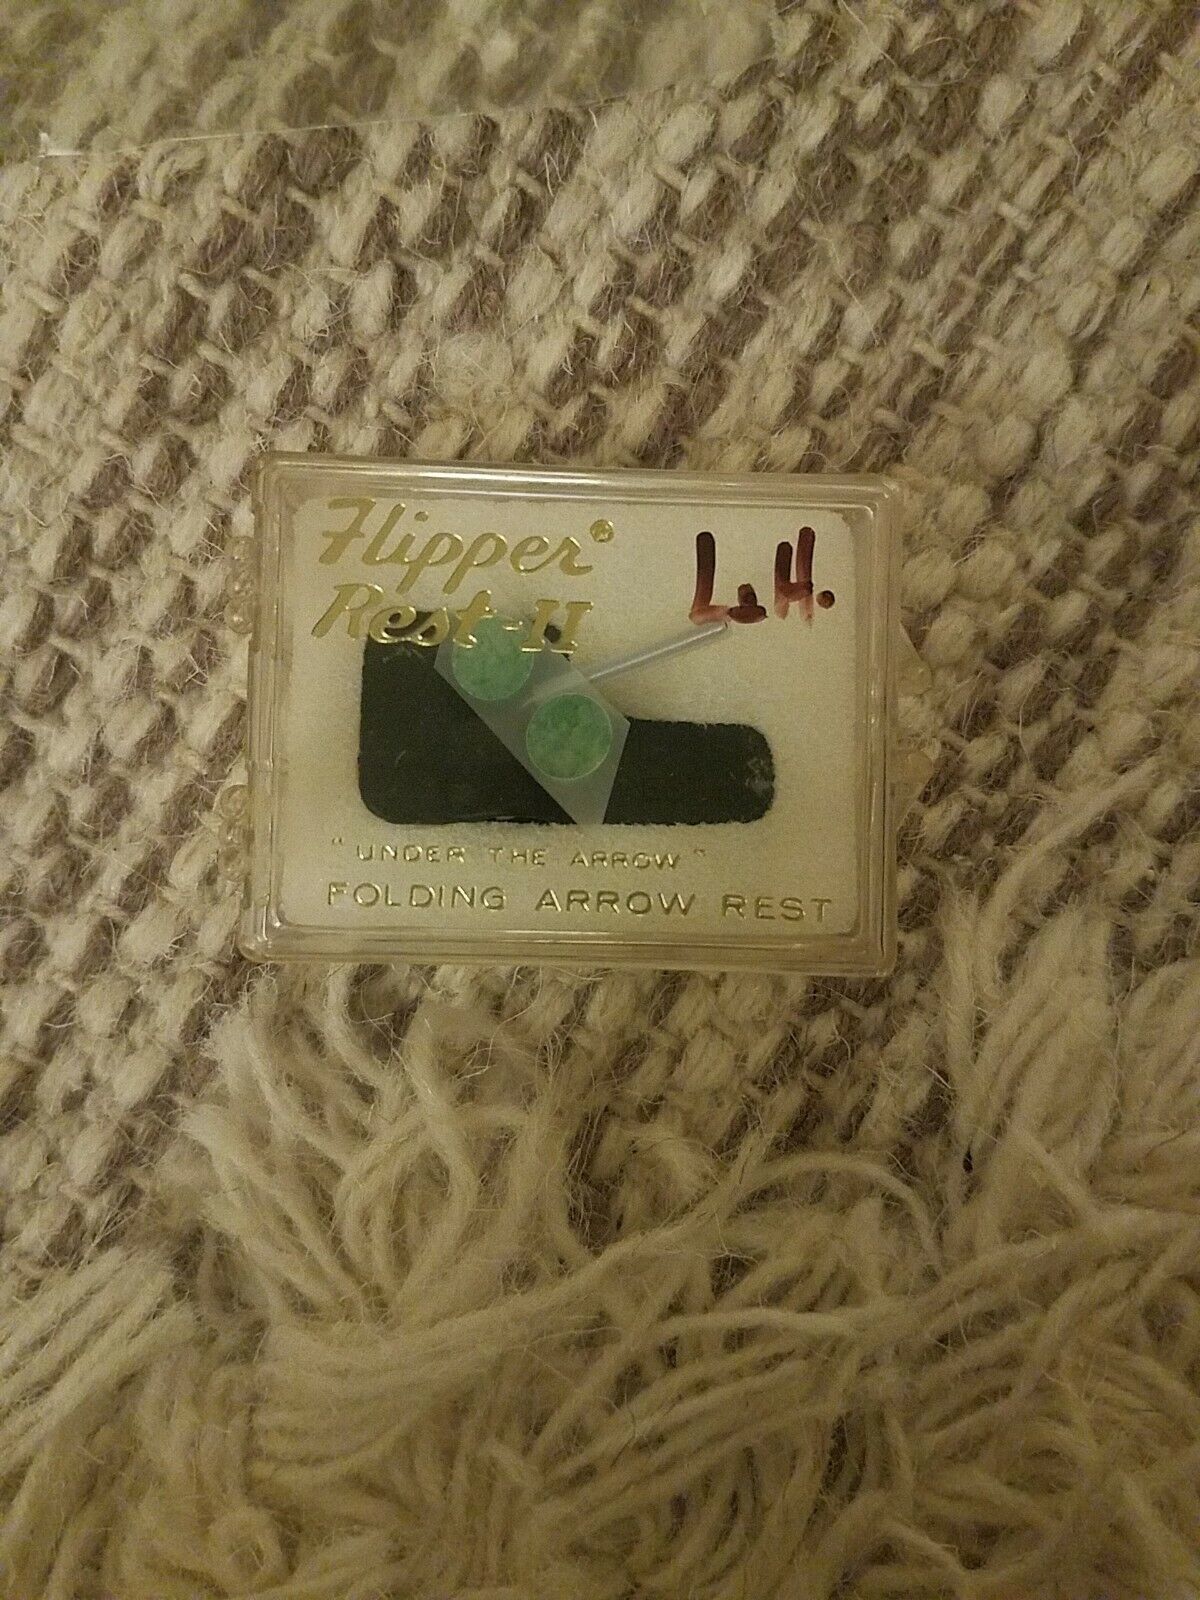 Flipper®
Rest-II
L.H.
"UNDER THE ARROW"
FOLDING ARROW REST